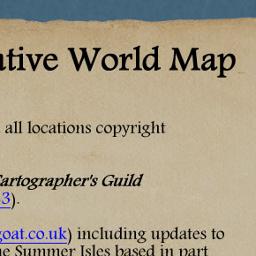 ative World Map
all locations copyright
Cartographer's Guild
3).
goat.co.uk) including updates to
e Summer Isles based in part